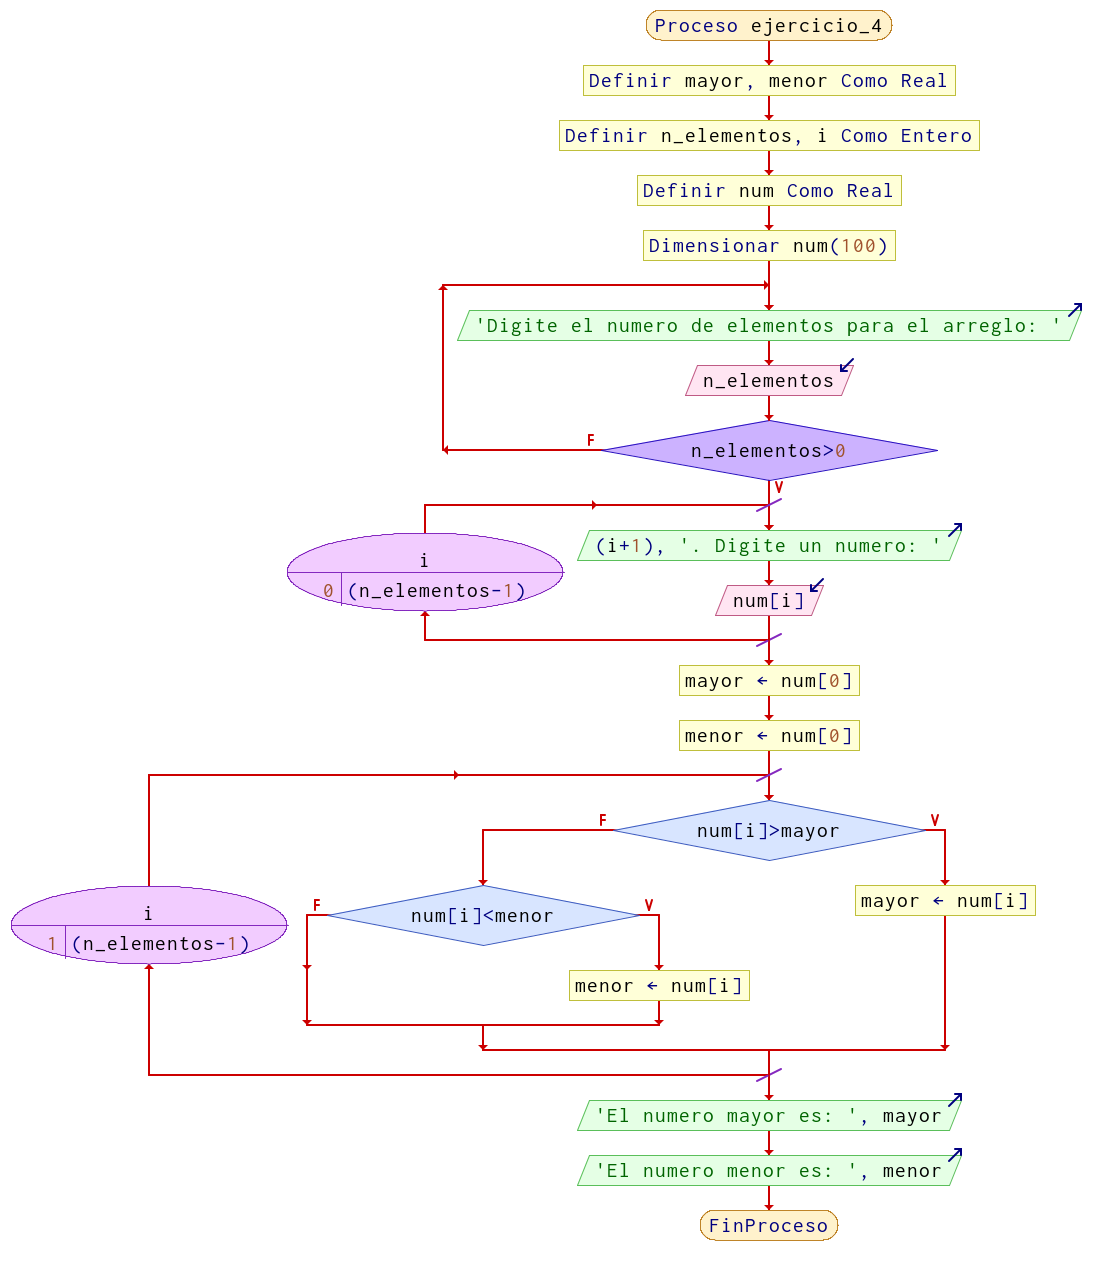 Proceso ejercicio_4
Definir mayor, menor Como Real
Definir n_elementos, i Como Entero
Definir num Como Real
Dimensionar num(100)
'Digite el numero de elementos para el arreglo: '
n_elementos
n_elementos>0
F
V
i
0 (n_elementos-1)
(i+1), '. Digite un numero: '
num[i]
mayor ← num[0]
menor ← num[0]
num[i]>mayor
F
V
i
1 (n_elementos-1)
num[i]<menor
F
V
mayor ← num[i]
menor ← num[i]
'El numero mayor es: ', mayor
'El numero menor es: ', menor
FinProceso